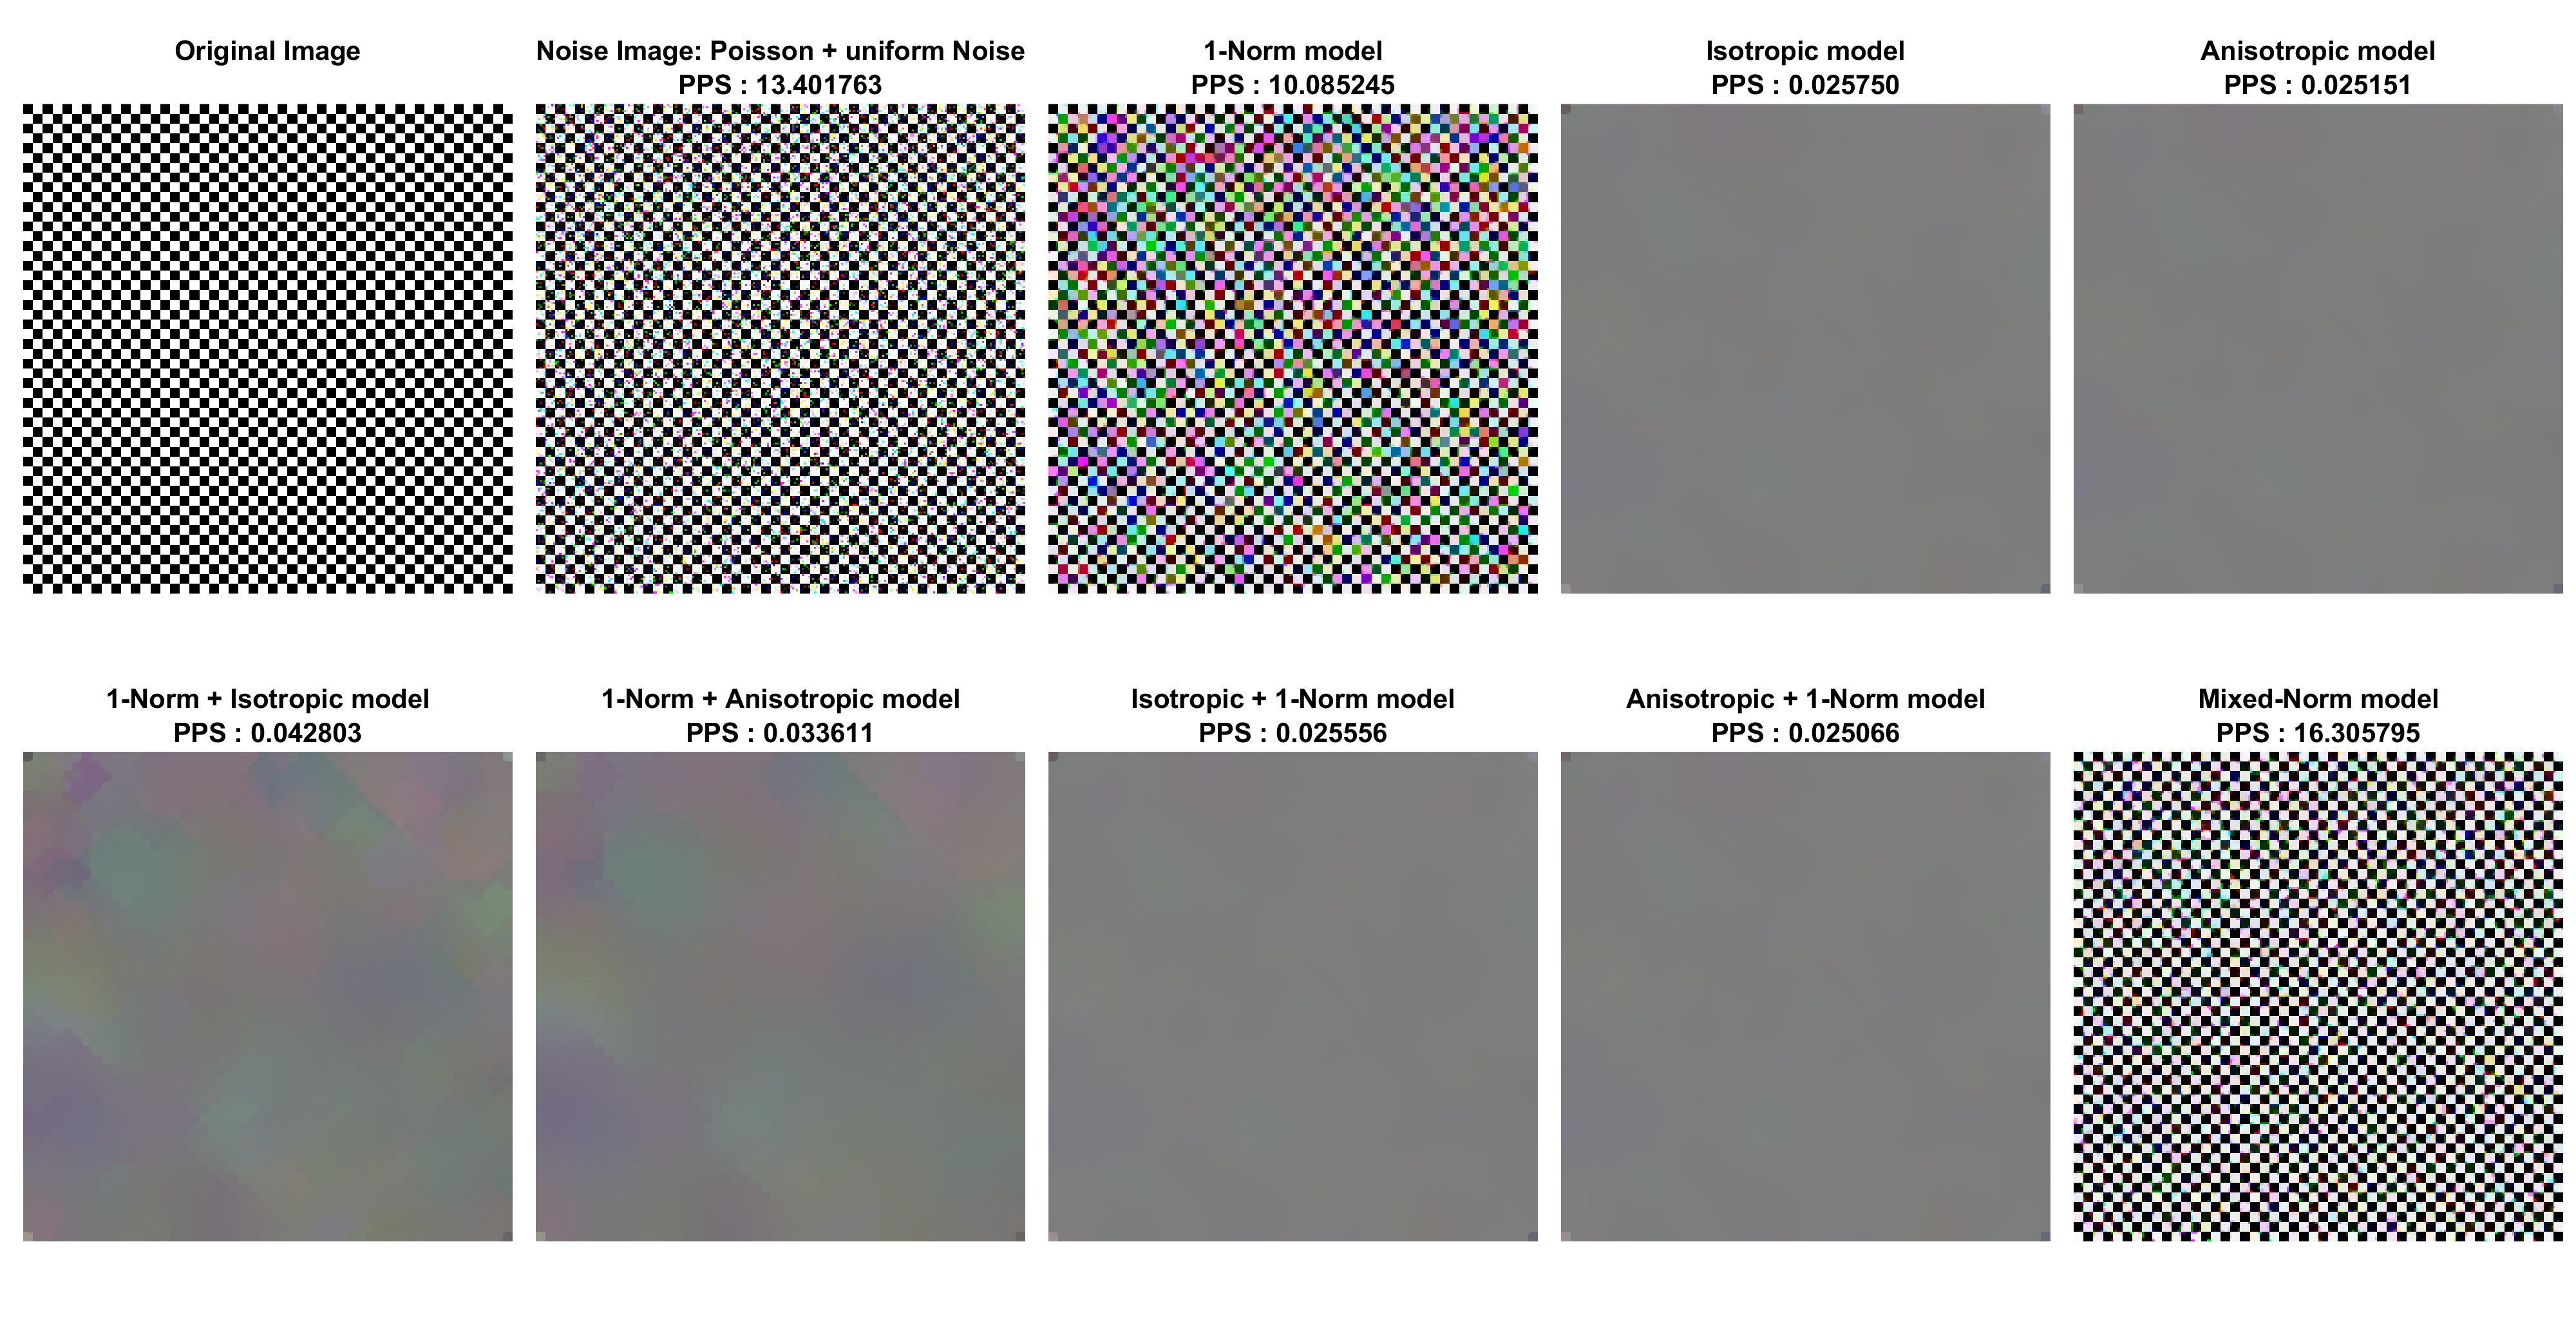 Original Image
Noise Image: Poisson + uniform Noise
PPS : 13.401763
1-Norm model
PPS : 10.085245
Isotropic model
PPS : 0.025750
Anisotropic model
PPS : 0.025151
1-Norm + Isotropic model
PPS : 0.042803
1-Norm + Anisotropic model
PPS : 0.033611
Isotropic + 1-Norm model
PPS : 0.025556
Anisotropic + 1-Norm model
PPS : 0.025066
Mixed-Norm model
PPS : 16.305795